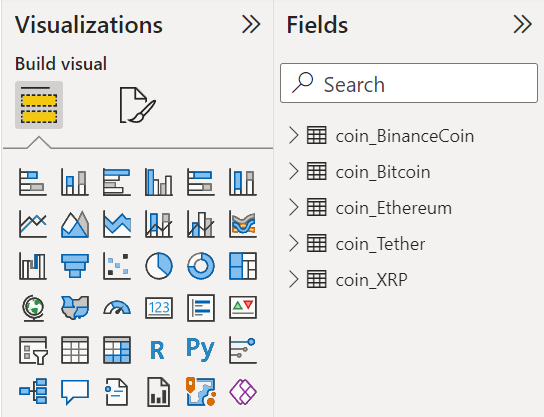 Visualizations
Build visual
123
R
Py
Fields
Search
coin_BinanceCoin
coin_Bitcoin
coin_Ethereum
coin_Tether
coin_XRP